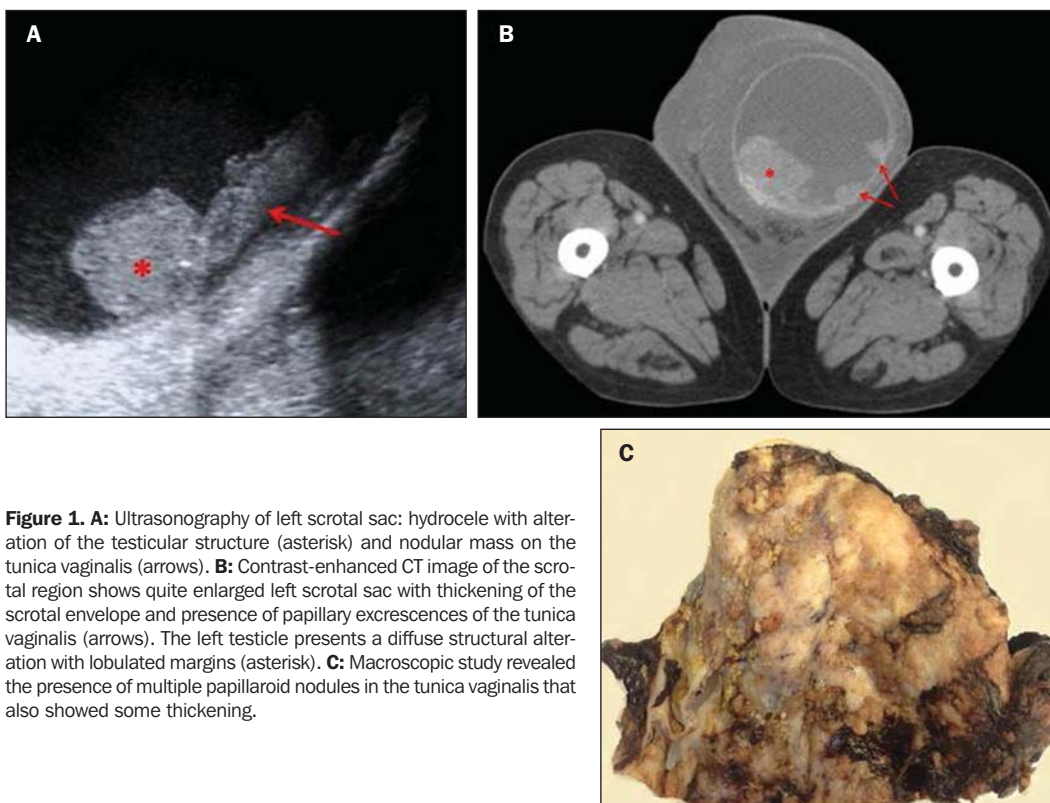 A
B
C
Figure 1. A: Ultrasonography of left scrotal sac: hydrocele with alter-
ation of the testicular structure (asterisk) and nodular mass on the
tunica vaginalis (arrows). B: Contrast-enhanced CT image of the scro-
tal region shows quite enlarged left scrotal sac with thickening of the
scrotal envelope and presence of papillary excrescences of the tunica
vaginalis (arrows). The left testicle presents a diffuse structural alter-
ation with lobulated margins (asterisk). C: Macroscopic study revealed
the presence of multiple papillaroid nodules in the tunica vaginalis that
also showed some thickening.